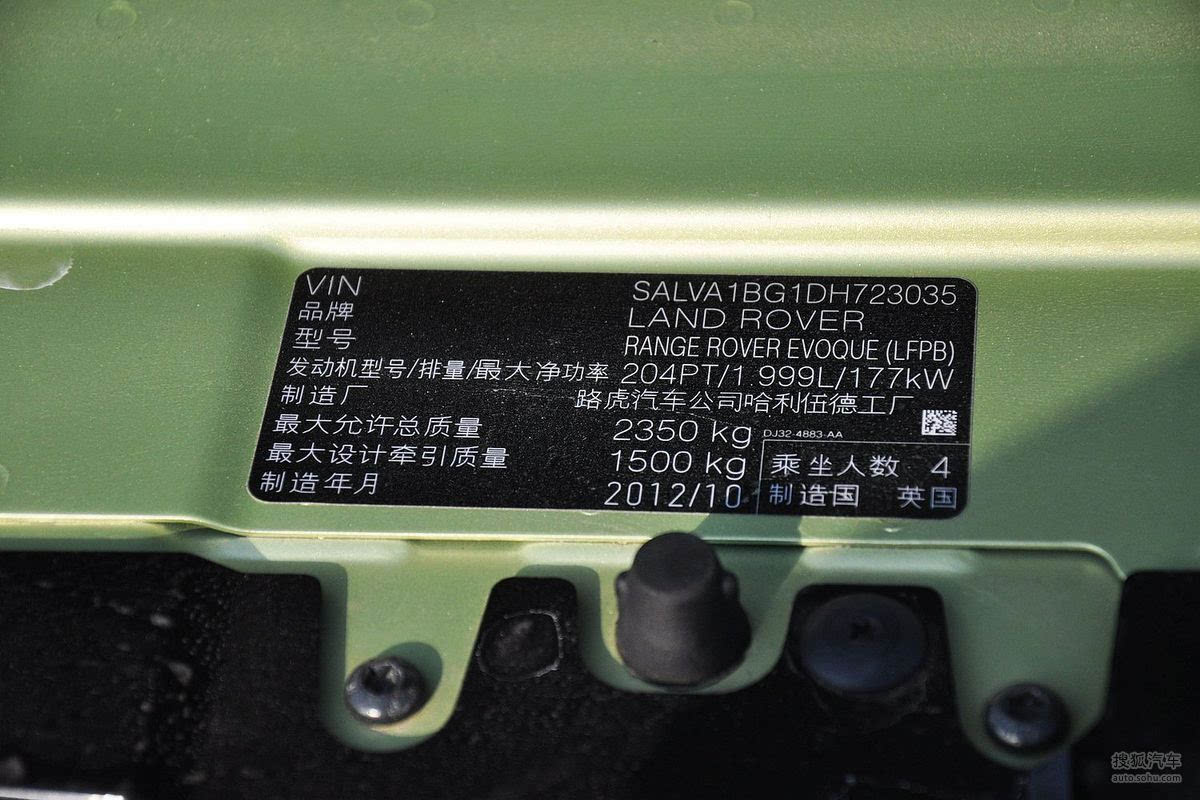 VIN SALVA1BG1DH723035
品牌 LAND ROVER
型号 RANGE ROVER EVOQUE (LFPB)
发动机型号/排量/最大净功率 204PT/1.999L/177kW
制造厂 路虎汽车公司哈利伍德工厂
最大允许总质量 2350 kg DJ32-4883-AA
最大设计牵引质量 1500 kg 乘坐人数 4
制造年月 2012/10 制造国 英国
搜狐汽车
auto.sohu.com